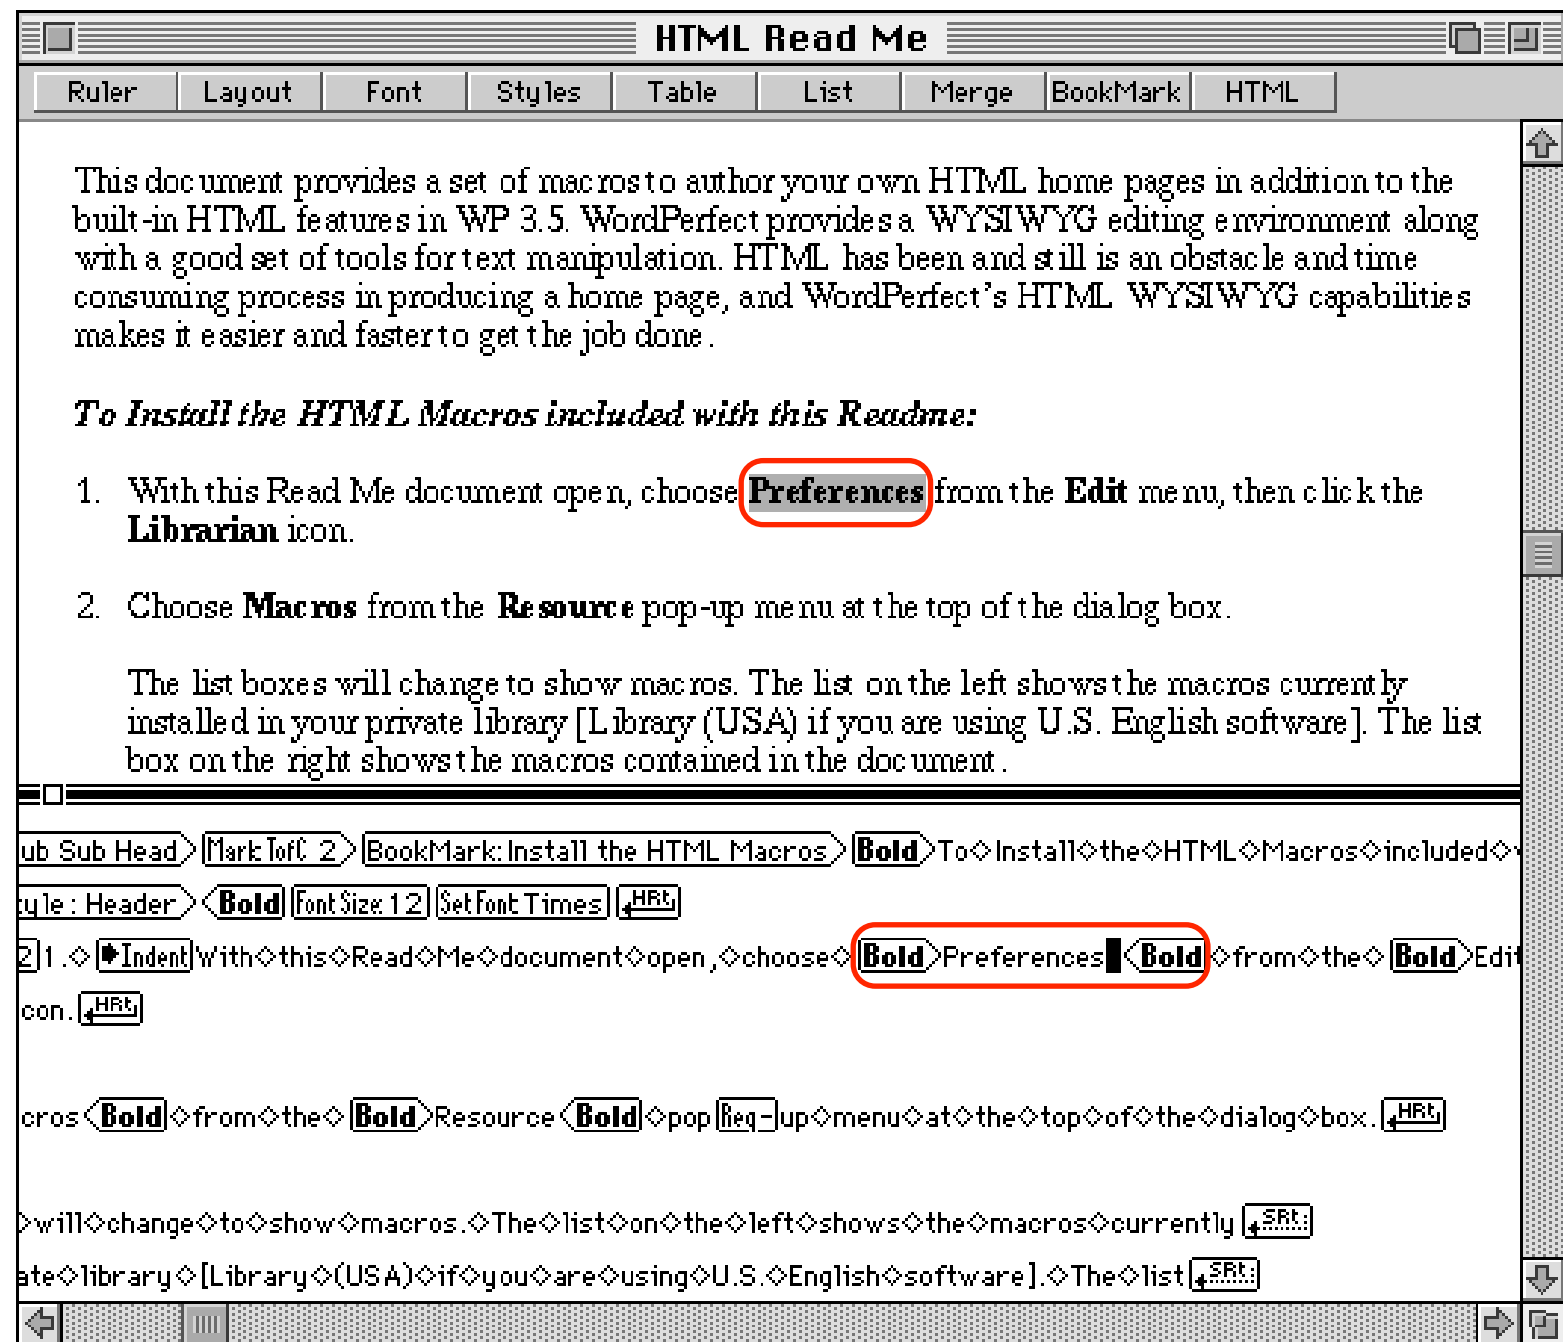 HTML Read Me
Ruler Layout Font Styles Table List Merge BookMark HTML
This document provides a set of macros to author your own HTML home pages in addition to the
built-in HTML features in WP 3.5. WordPerfect provides a WYSIWYG editing environment along
with a good set of tools for text manipulation. HTML has been and still is an obstacle and time
consuming process in producing a home page, and WordPerfect's HTML WYSIWYG capabilities
makes it easier and faster to get the job done.
To Install the HTML Macros included with this Readme:
1. With this Read Me document open, choose Preferences from the Edit menu, then click the
Librarian icon.
2. Choose Macros from the Resource pop-up menu at the top of the dialog box.
The list boxes will change to show macros. The list on the left shows the macros currently
installed in your private library [Library (USA) if you are using U.S. English software]. The list
box on the right shows the macros contained in the document.
ub Sub Head Mark TofC 2 BookMark: Install the HTML Macros Bold To◇Install◇the◇HTML◇Macros◇included◇
yle: Header Bold Font Size: 12 Set Font: Times HRt
2 1.◇ Indent With◇this◇Read◇Me◇document◇open,◇choose◇ Bold Preferences Bold ◇from◇the◇ Bold Edit
con. HRt
cros Bold ◇from◇the◇ Bold Resource Bold ◇pop Req- up◇menu◇at◇the◇top◇of◇the◇dialog◇box. HRt
◇will◇change◇to◇show◇macros.◇The◇list◇on◇the◇left◇shows◇the◇macros◇currently SRt
ate◇library◇[Library◇(USA)◇if◇you◇are◇using◇U.S.◇English◇software].◇The◇list SRt